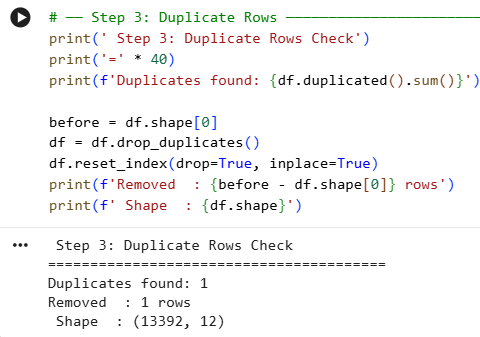 # —— Step 3: Duplicate Rows ————————————————
print(' Step 3: Duplicate Rows Check')
print('=' * 40)
print(f'Duplicates found: {df.duplicated().sum()}')
before = df.shape[0]
df = df.drop_duplicates()
df.reset_index(drop=True, inplace=True)
print(f'Removed  : {before - df.shape[0]} rows')
print(f' Shape  : {df.shape}')
 Step 3: Duplicate Rows Check
========================================
Duplicates found: 1
Removed  : 1 rows
 Shape  : (13392, 12)